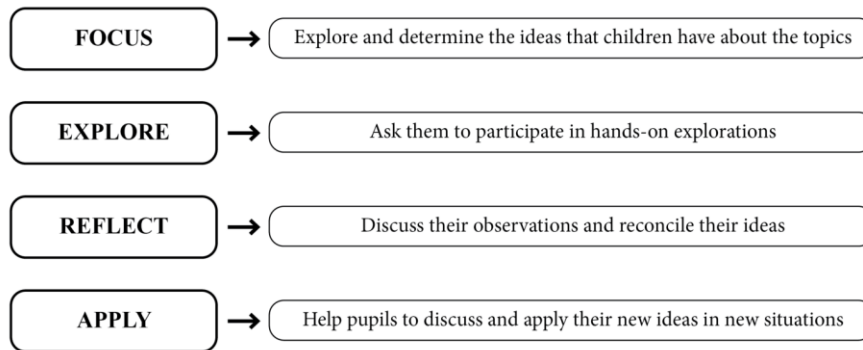 FOCUS
Explore and determine the ideas that children have about the topics
EXPLORE
Ask them to participate in hands-on explorations
REFLECT
Discuss their observations and reconcile their ideas
APPLY
Help pupils to discuss and apply their new ideas in new situations